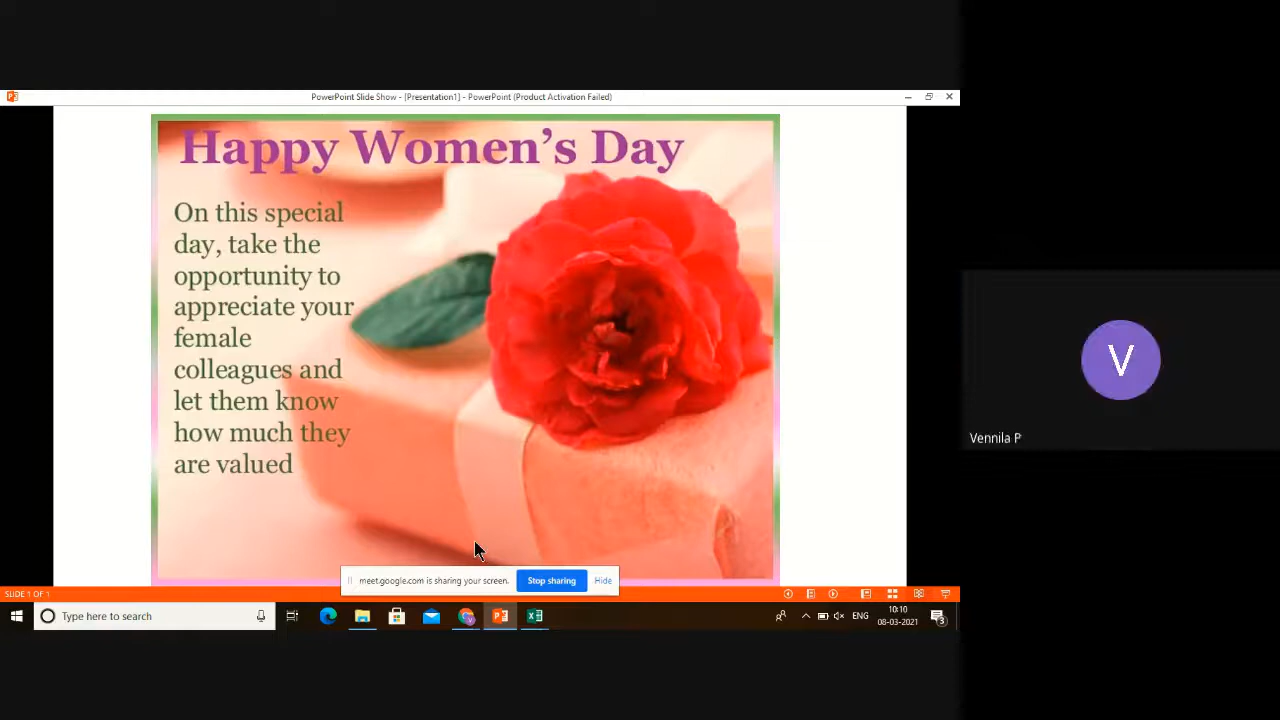 PowerPoint Slide Show - [Presentation1] - PowerPoint (Product Activation Failed)
Happy Women's Day
On this special
day, take the
opportunity to
appreciate your
female
colleagues and
let them know
how much they
are valued
V
Vennila P
meet.google.com is sharing your screen.
Stop sharing
Hide
SLIDE 1 OF 1
Type here to search
ENG
10:10
08-03-2021
3